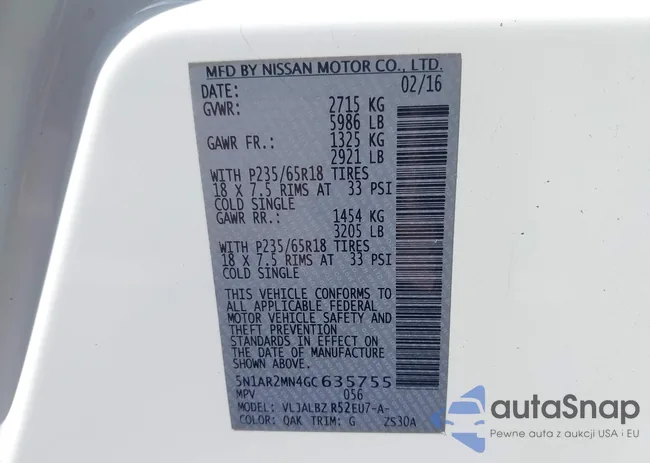 MFD BY NISSAN MOTOR CO., LTD.
DATE: 02/16
GVWR: 2715 KG
5986 LB
GAWR FR.: 1325 KG
2921 LB
WITH P235/65R18 TIRES
18 X 7.5 RIMS AT 33 PSI
COLD SINGLE
GAWR RR.: 1454 KG
3205 LB
WITH P235/65R18 TIRES
18 X 7.5 RIMS AT 33 PSI
COLD SINGLE
THIS VEHICLE CONFORMS TO
ALL APPLICABLE FEDERAL
MOTOR VEHICLE SAFETY AND
THEFT PREVENTION
STANDARDS IN EFFECT ON
THE DATE OF MANUFACTURE
SHOWN ABOVE.
5N1AR2MN4GC635755
MPV 056
MODEL: VLJALBZ R52EU7-A-
COLOR: QAK TRIM: G ZS30A
autoSnap
Pewne auta z aukcji USA i EU